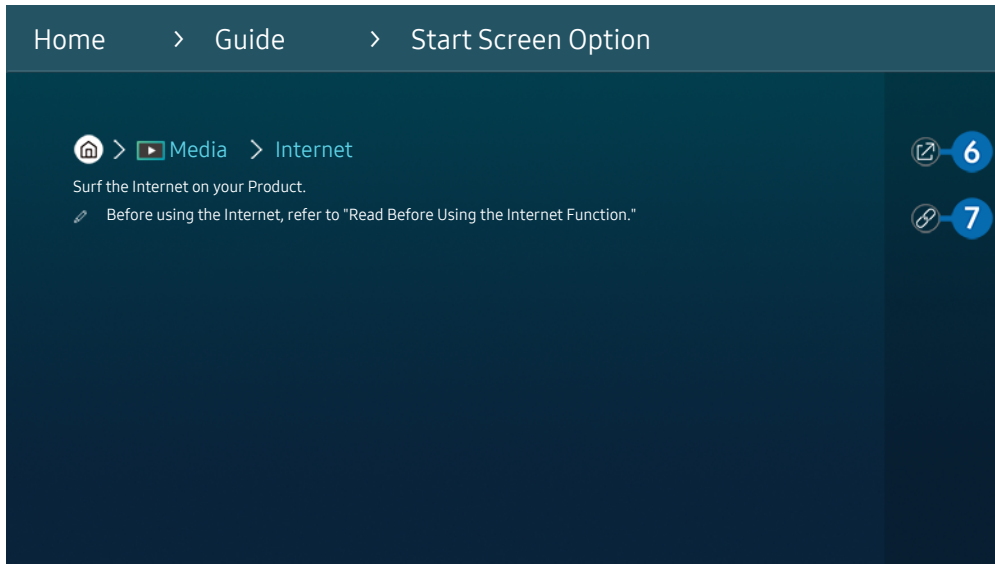 Home > Guide > Start Screen Option
> Media > Internet
6
Surf the Internet on your Product.
Before using the Internet, refer to "Read Before Using the Internet Function."
7